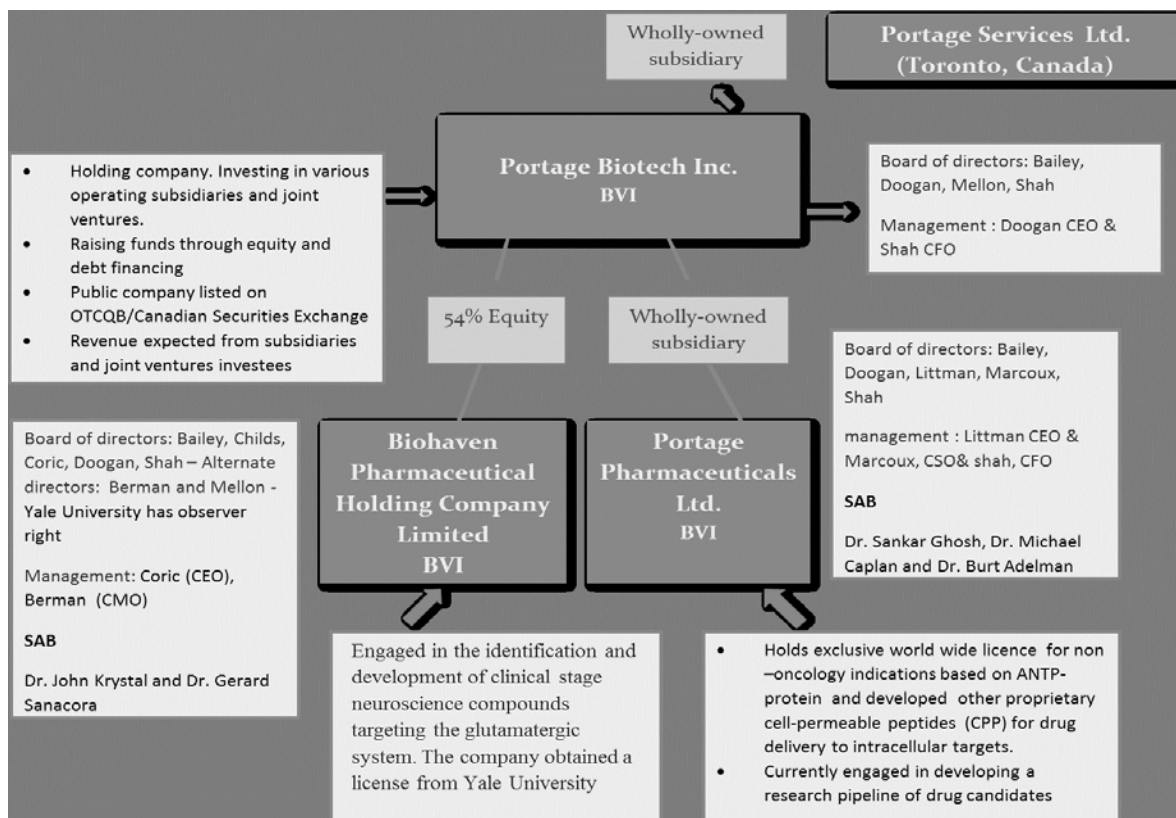 Wholly-owned
subsidiary
Portage Services Ltd.
(Toronto, Canada)
Portage Biotech Inc.
BVI
• Holding company. Investing in various
operating subsidiaries and joint
ventures.
• Raising funds through equity and
debt financing
• Public company listed on
OTCQB/Canadian Securities Exchange
• Revenue expected from subsidiaries
and joint ventures investees
Board of directors: Bailey,
Doogan, Mellon, Shah
Management : Doogan CEO &
Shah CFO
54% Equity
Wholly-owned
subsidiary
Board of directors: Bailey,
Doogan, Littman, Marcoux,
Shah
management : Littman CEO &
Marcoux, CSO& shah, CFO
SAB
Dr. Sankar Ghosh, Dr. Michael
Caplan and Dr. Burt Adelman
Board of directors: Bailey, Childs,
Coric, Doogan, Shah – Alternate
directors: Berman and Mellon -
Yale University has observer
right
Management: Coric (CEO),
Berman (CMO)
SAB
Dr. John Krystal and Dr. Gerard
Sanacora
Biohaven
Pharmaceutical
Holding Company
Limited
BVI
Portage
Pharmaceuticals
Ltd.
BVI
Engaged in the identification and
development of clinical stage
neuroscience compounds
targeting the glutamatergic
system. The company obtained a
license from Yale University
• Holds exclusive world wide licence for non
–oncology indications based on ANTP-
protein and developed other proprietary
cell-permeable peptides (CPP) for drug
delivery to intracellular targets.
• Currently engaged in developing a
research pipeline of drug candidates